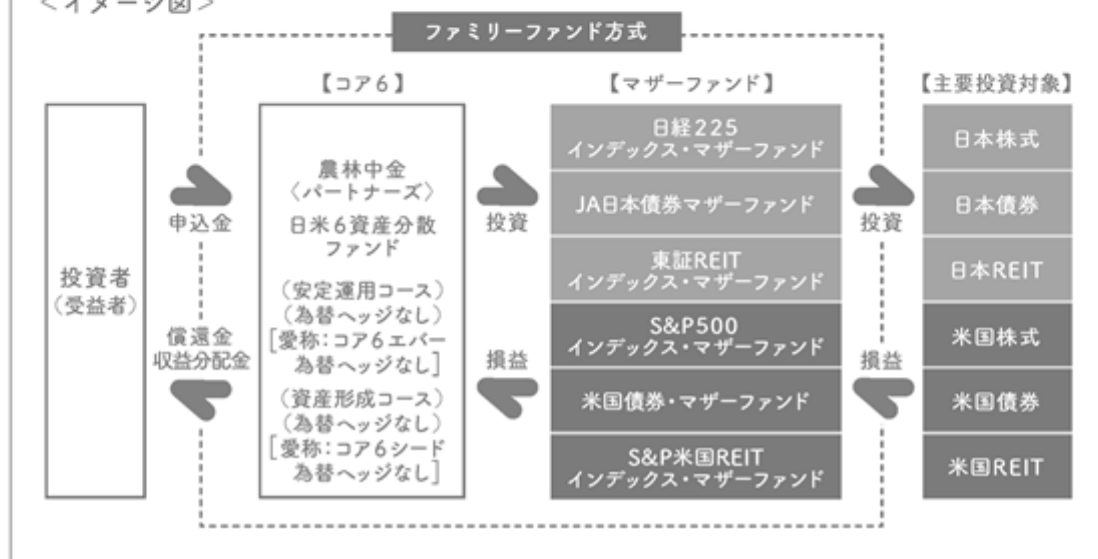 <イメージ図>
ファミリーファンド方式
【コア6】
【マザーファンド】
【主要投資対象】
投資者
(受益者)
申込金
償還金
収益分配金
農林中金
〈パートナーズ〉
日米6資産分散
ファンド
(安定運用コース)
(為替ヘッジなし)
[愛称:コア6エバー
為替ヘッジなし]
(資産形成コース)
(為替ヘッジなし)
[愛称:コア6シード
為替ヘッジなし]
投資
損益
日経225
インデックス・マザーファンド
JA日本債券マザーファンド
東証REIT
インデックス・マザーファンド
S&P500
インデックス・マザーファンド
米国債券・マザーファンド
S&P米国REIT
インデックス・マザーファンド
投資
損益
日本株式
日本債券
日本REIT
米国株式
米国債券
米国REIT